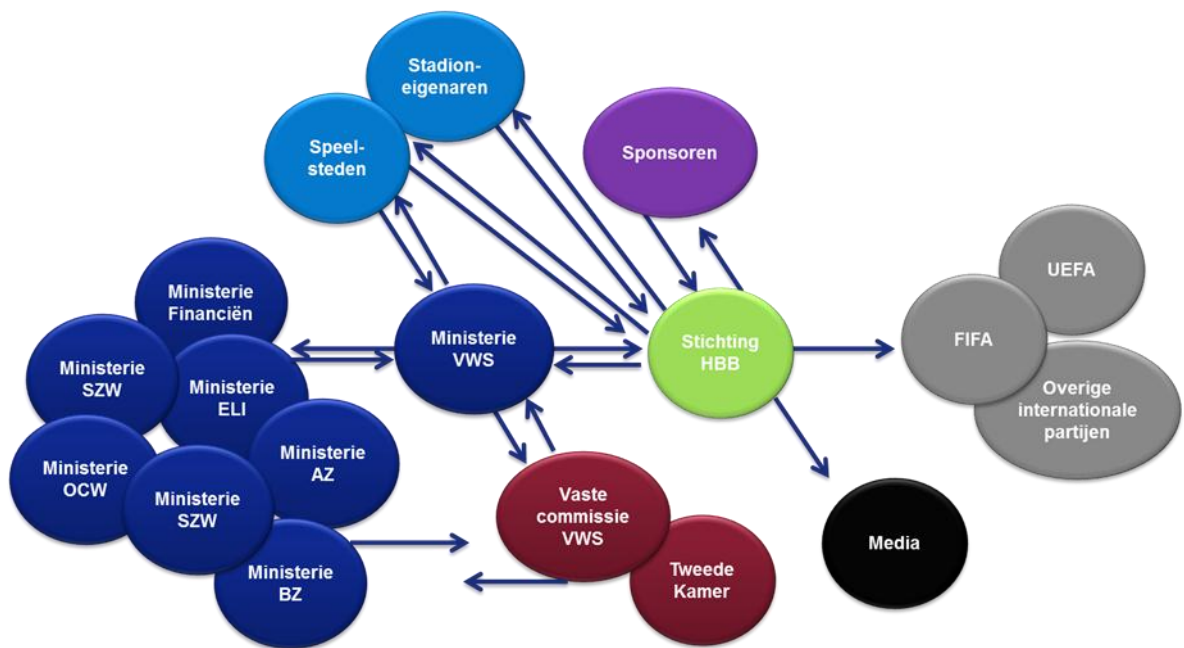 Stadion-
eigenaren
Speel-
steden
Sponsoren
UEFA
Ministerie
Financiën
FIFA
Ministerie
VWS
Stichting
HBB
Ministerie
SZW
Ministerie
ELI
Overige
internationale
partijen
Ministerie
AZ
Ministerie
OCW
Ministerie
SZW
Vaste
commissie
VWS
Media
Ministerie
BZ
Tweede
Kamer